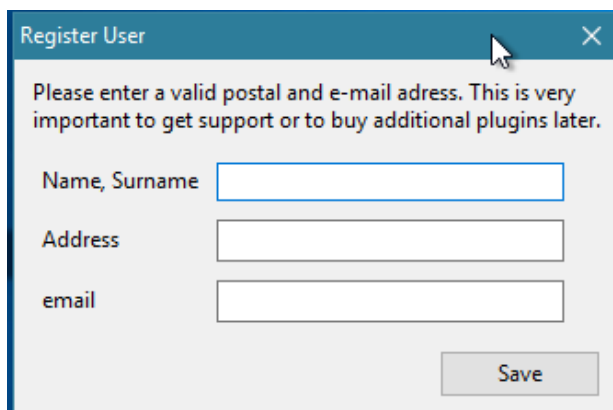 Register User
Please enter a valid postal and e-mail adress. This is very
important to get support or to buy additional plugins later.
Name, Surname
Address
email
Save